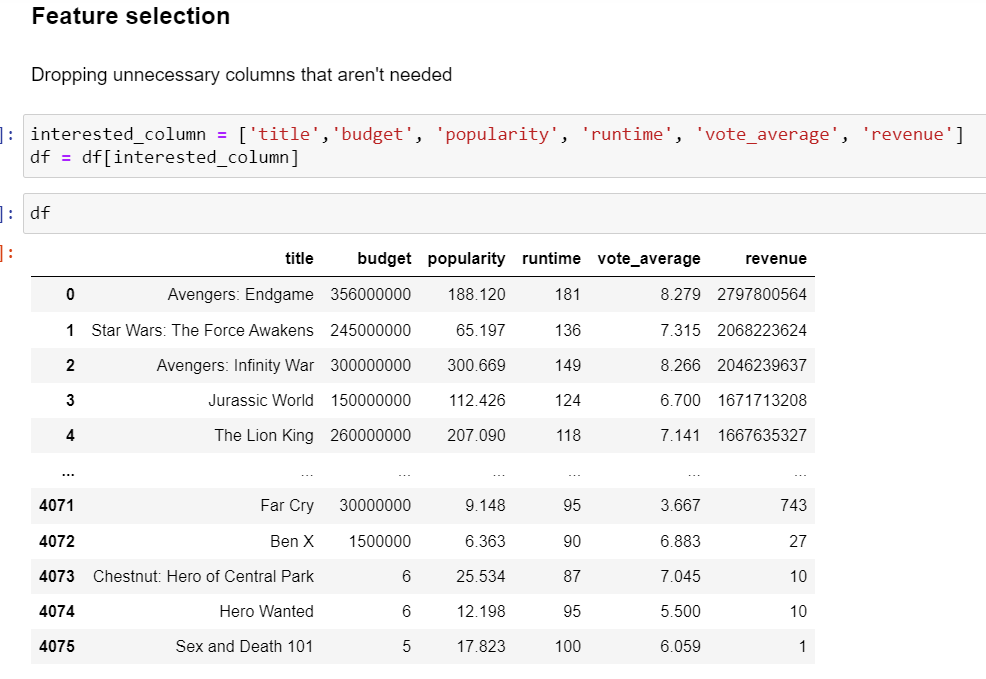 Feature selection
Dropping unnecessary columns that aren't needed
]: interested_column = ['title','budget', 'popularity', 'runtime', 'vote_average', 'revenue']
df = df[interested_column]
]: df
]:
title budget popularity runtime vote_average revenue
0 Avengers: Endgame 356000000 188.120 181 8.279 2797800564
1 Star Wars: The Force Awakens 245000000 65.197 136 7.315 2068223624
2 Avengers: Infinity War 300000000 300.669 149 8.266 2046239637
3 Jurassic World 150000000 112.426 124 6.700 1671713208
4 The Lion King 260000000 207.090 118 7.141 1667635327
... ... ... ... ... ... ...
4071 Far Cry 30000000 9.148 95 3.667 743
4072 Ben X 1500000 6.363 90 6.883 27
4073 Chestnut: Hero of Central Park 6 25.534 87 7.045 10
4074 Hero Wanted 6 12.198 95 5.500 10
4075 Sex and Death 101 5 17.823 100 6.059 1